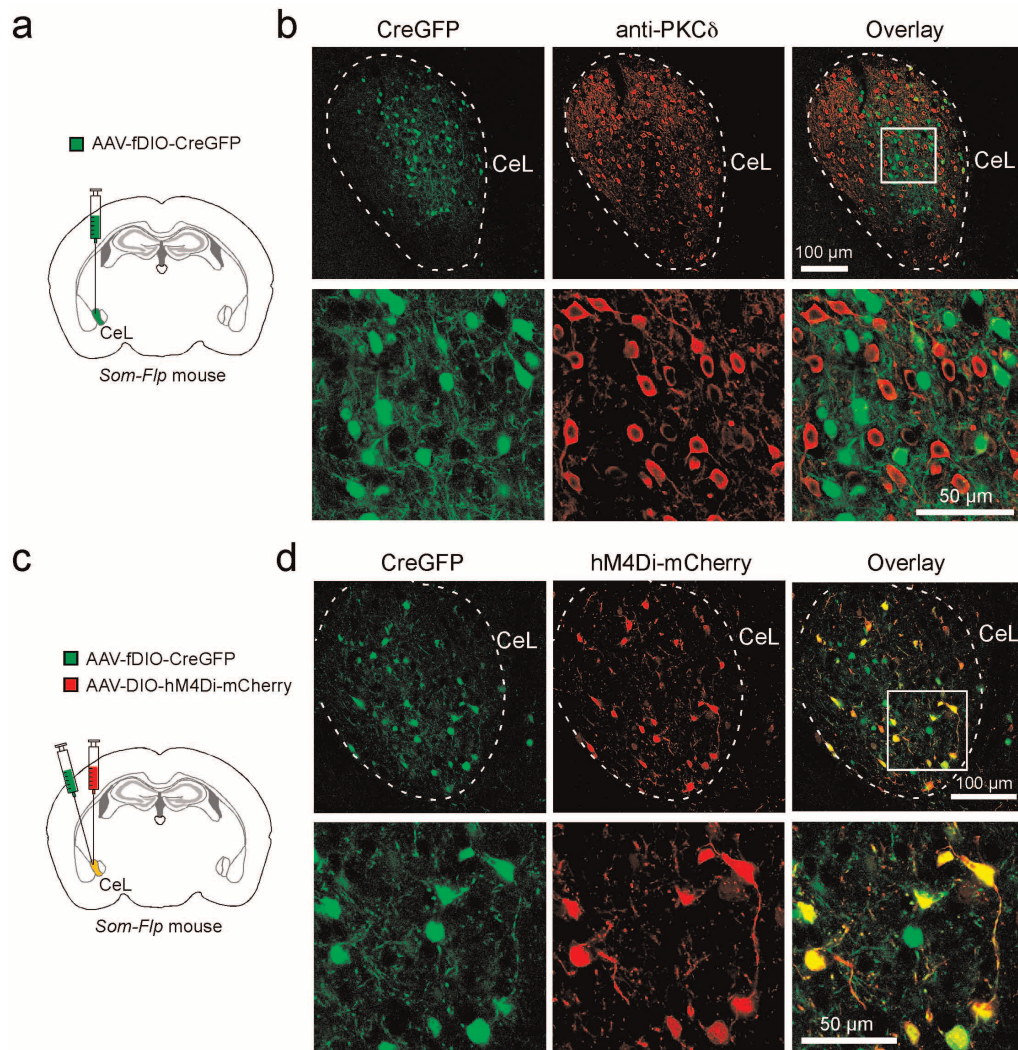 a
AAV-fDIO-CreGFP
CeL
Som-Flp mouse
b
CreGFP
anti-PKCδ
Overlay
CeL
CeL
CeL
100 µm
50 µm
c
AAV-fDIO-CreGFP
AAV-DIO-hM4Di-mCherry
CeL
Som-Flp mouse
d
CreGFP
hM4Di-mCherry
Overlay
CeL
CeL
CeL
100 µm
50 µm